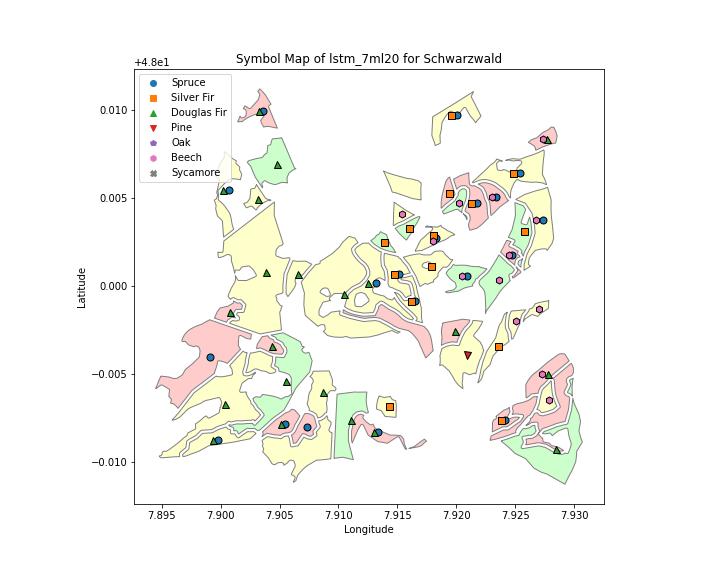 Symbol Map of lstm_7ml20 for Schwarzwald
+4.8e1
Spruce
Silver Fir
Douglas Fir
Pine
Oak
Beech
Sycamore
0.010
0.005
0.000
−0.005
−0.010
Latitude
7.895 7.900 7.905 7.910 7.915 7.920 7.925 7.930
Longitude